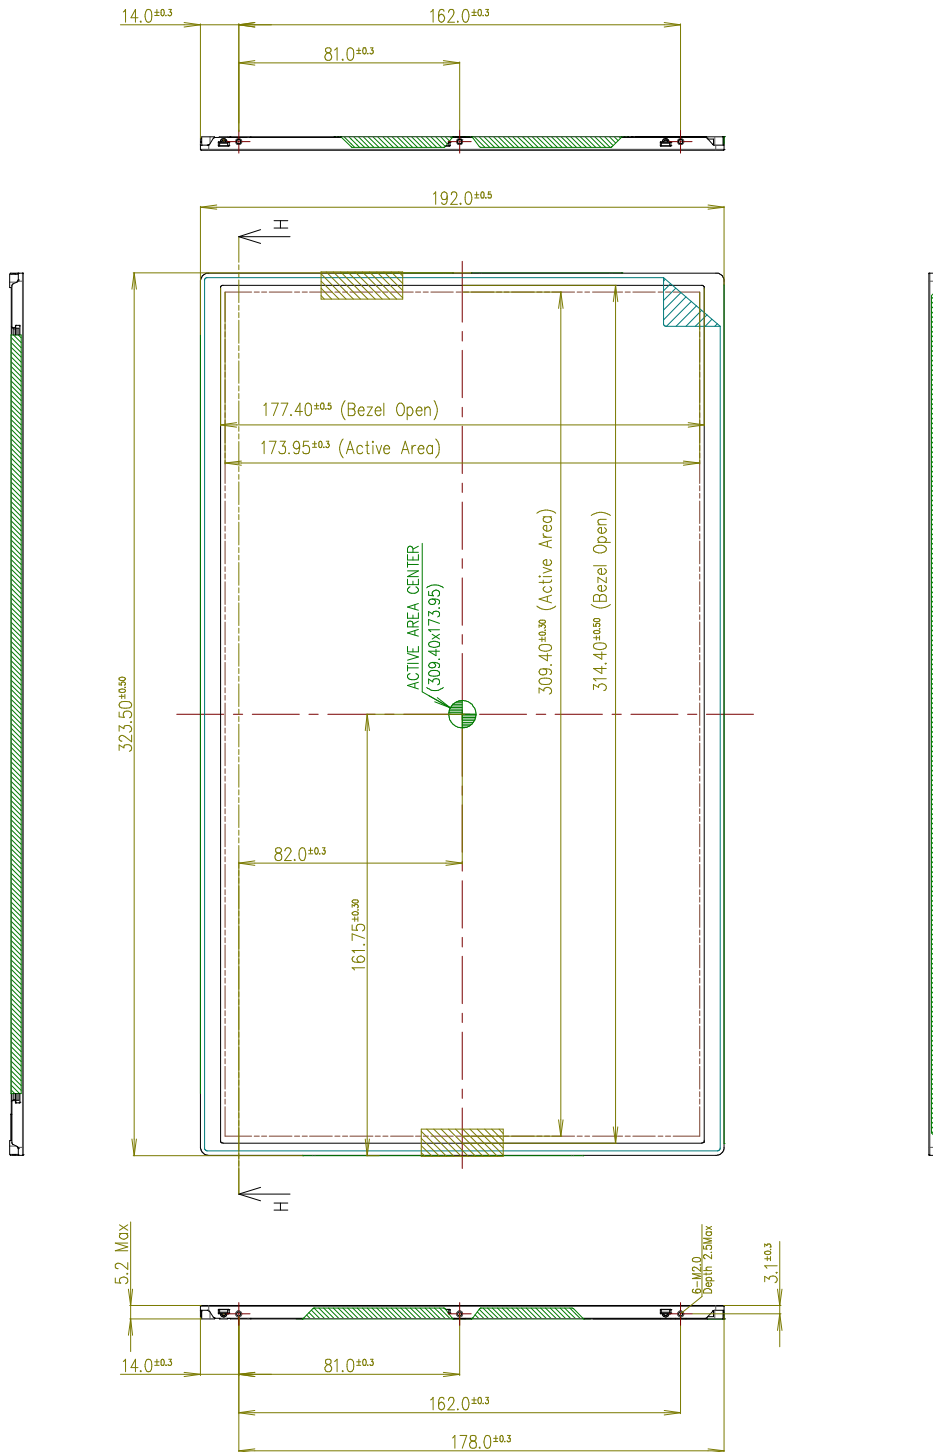 14.0±0.3
162.0±0.3
81.0±0.3
192.0±0.5
H
177.40±0.5 (Bezel Open)
173.95±0.3 (Active Area)
309.40±0.30 (Active Area)
314.40±0.50 (Bezel Open)
ACTIVE AREA CENTER
(309.40x173.95)
323.50±0.50
82.0±0.3
161.75±0.30
H
5.2 Max
6-M2.0
Depth 2.5Max
3.1±0.3
14.0±0.3
81.0±0.3
162.0±0.3
178.0±0.3